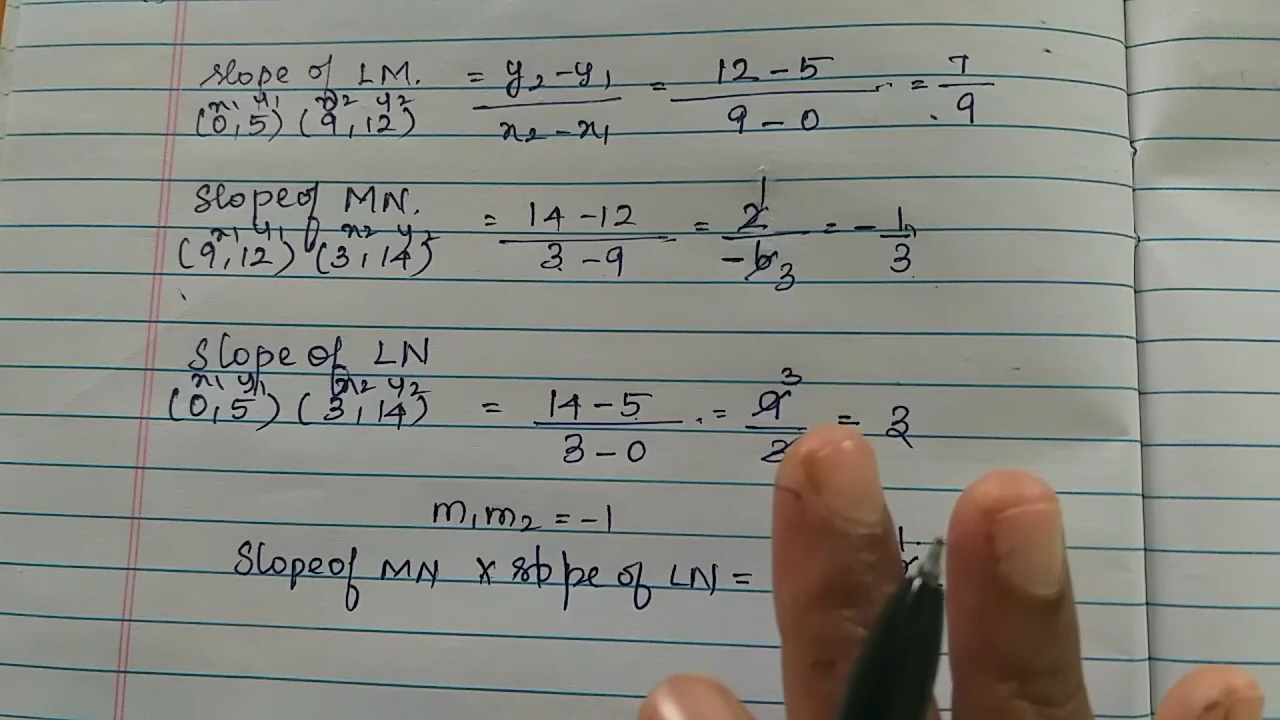 slope of LM. = y2 - y1 / x2 - x1 = 12 - 5 / 9 - 0 = 7 / 9
x1 y1 x2 y2
(0,5) (9,12)
Slope of MN. = 14 - 12 / 3 - 9 = 2 1 / -6 3 = - 1 / 3
x1 y1 x2 y2
(9,12) (3,14)
Slope of LN
x1 y1 x2 y2
(0,5) (3,14) = 14 - 5 / 3 - 0 = 9 3 / 3 = 3
m1m2 = -1
Slope of MN x slope of LN =